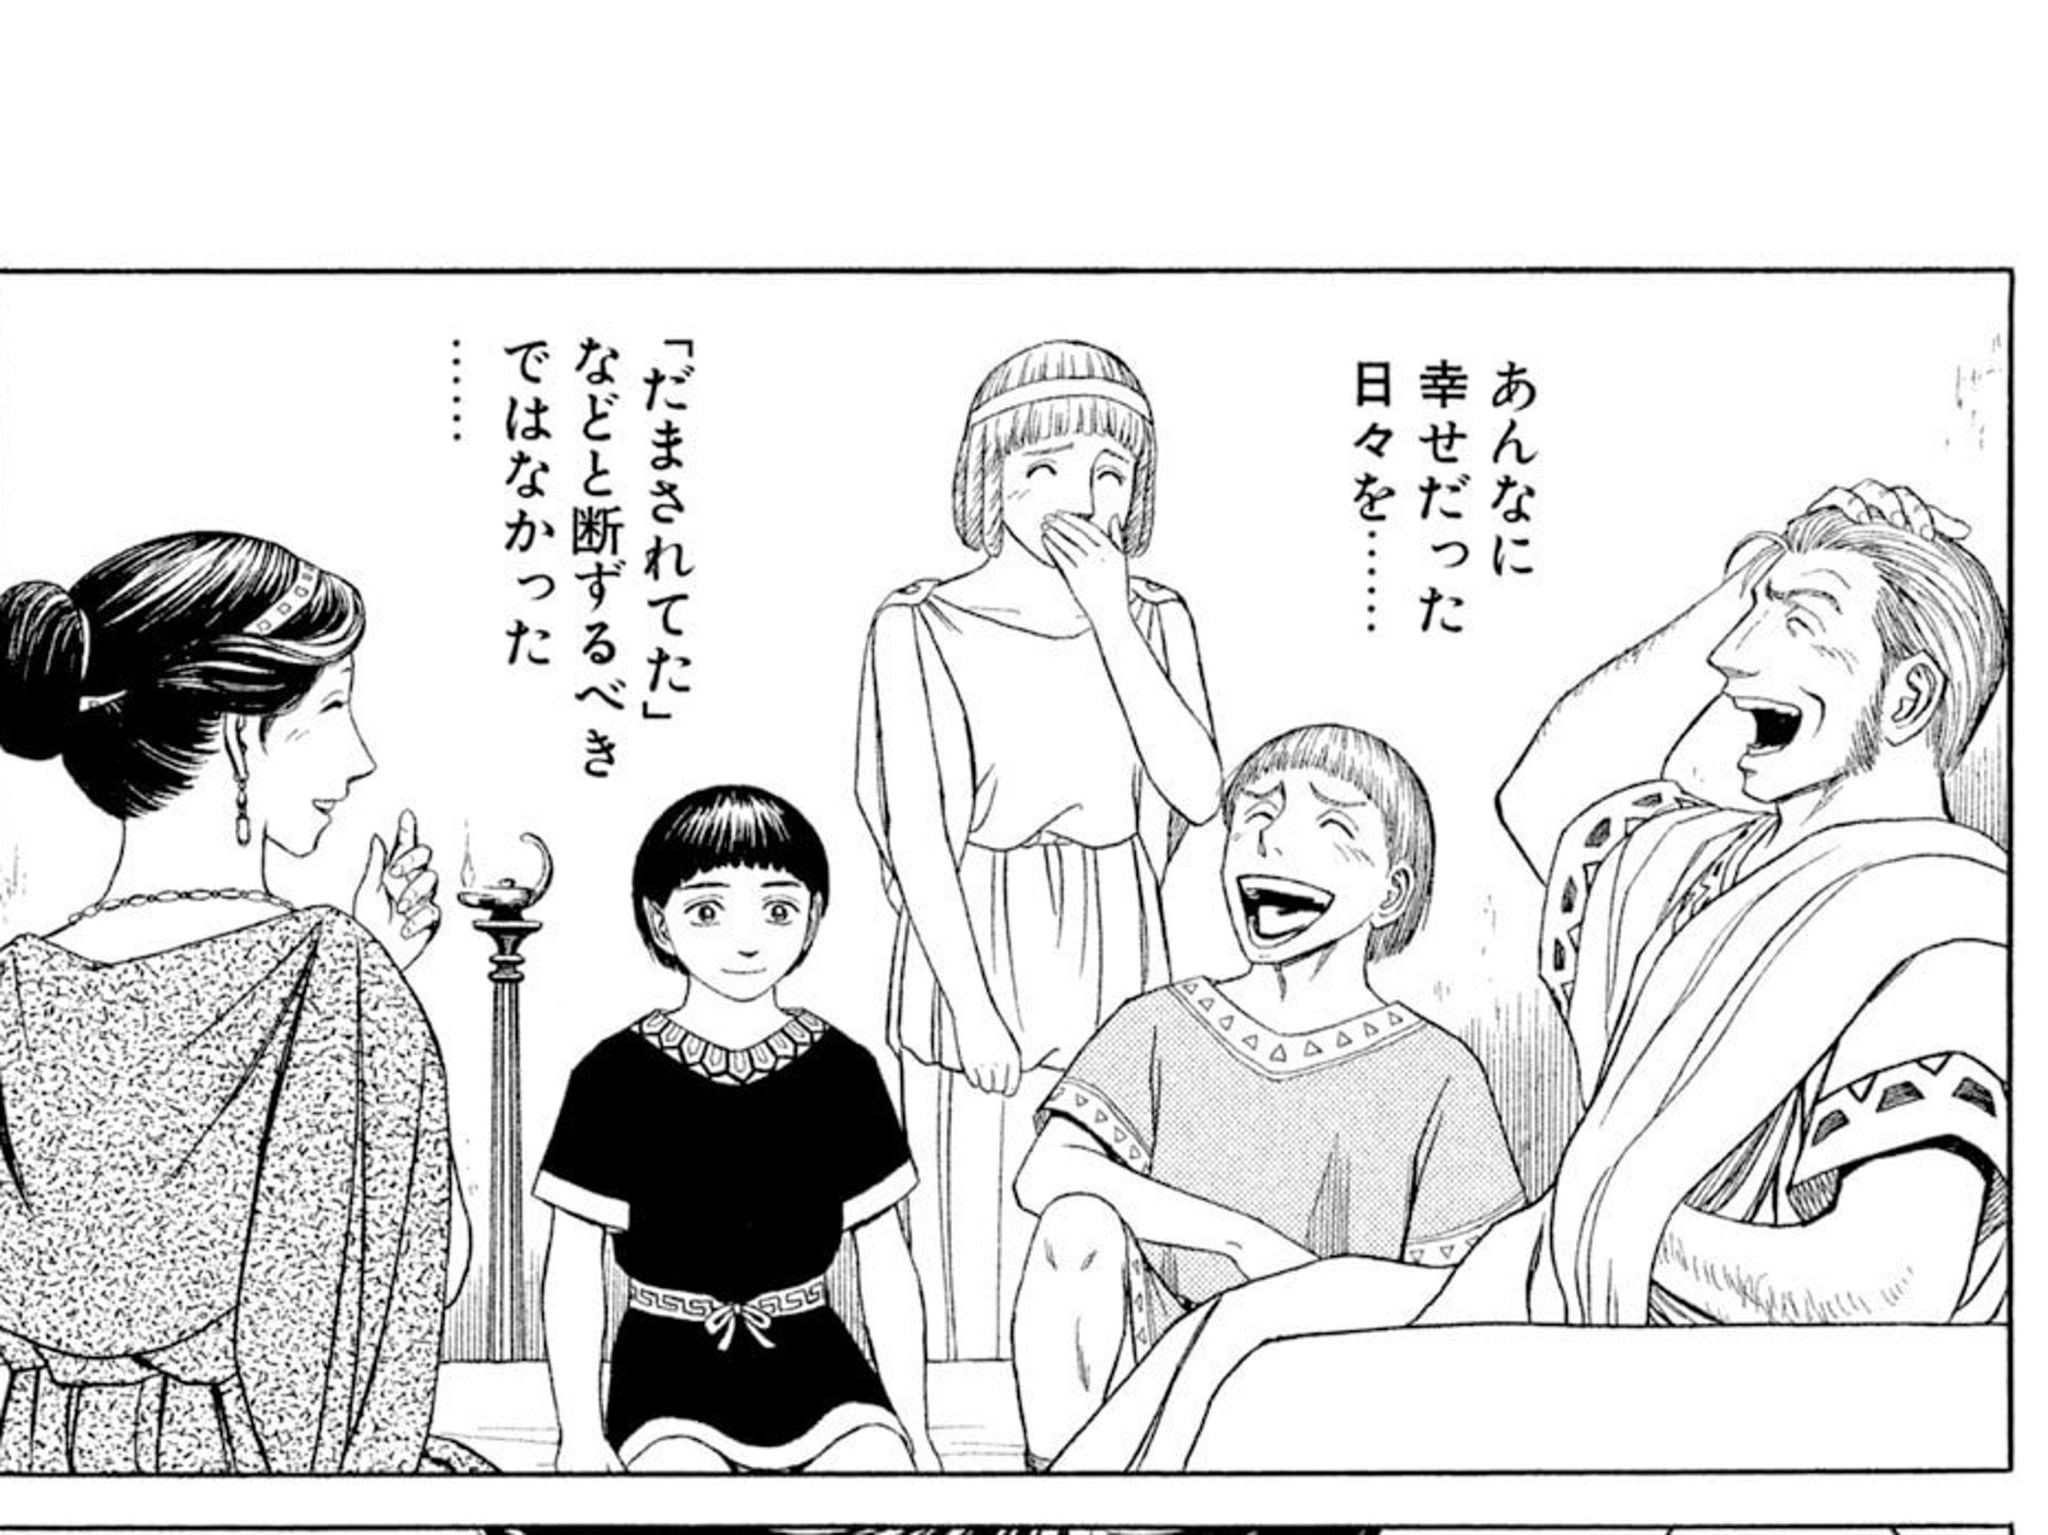 あんなに
幸せだった
日々を……
「だまされてた」
などと断ずるべき
ではなかった
……